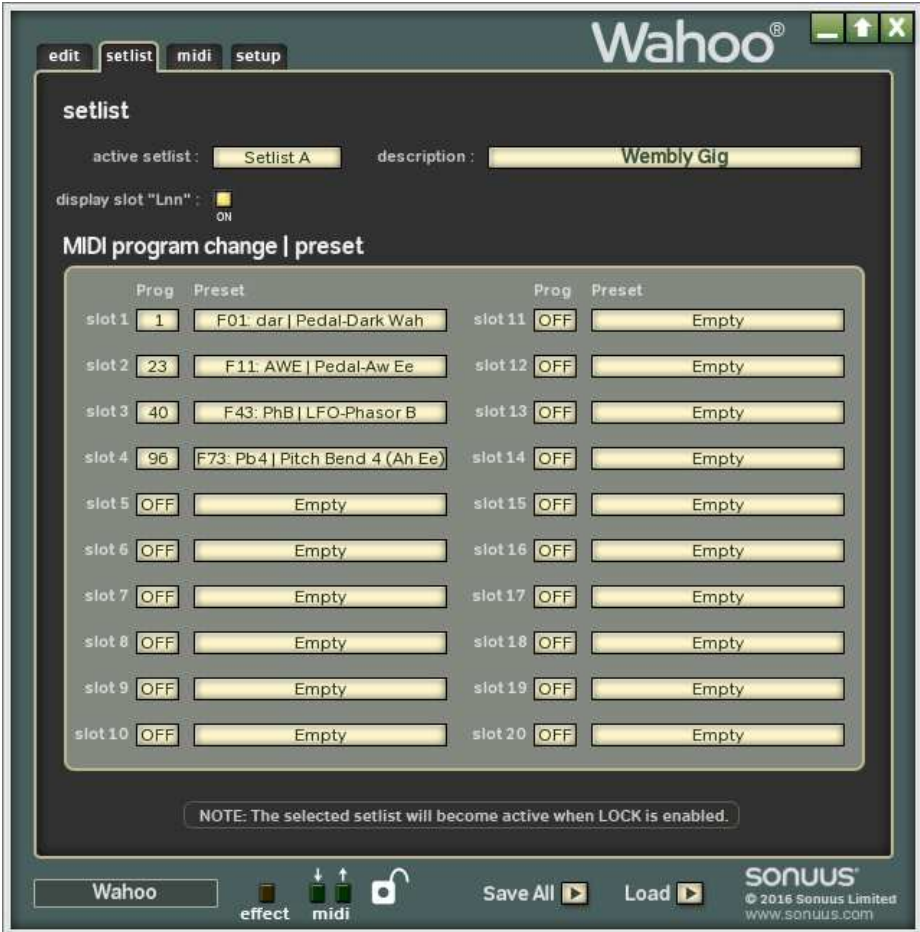 Wahoo®
edit setlist midi setup
setlist
active setlist : Setlist A description : Wembly Gig
display slot "Lnn" :
ON
MIDI program change | preset
Prog Preset Prog Preset
slot 1 1 F01: dar | Pedal-Dark Wah slot 11 OFF Empty
slot 2 23 F11: AWE | Pedal-Aw Ee slot 12 OFF Empty
slot 3 40 F43: PhB | LFO-Phasor B slot 13 OFF Empty
slot 4 96 F73: Pb4 | Pitch Bend 4 (Ah Ee) slot 14 OFF Empty
slot 5 OFF Empty slot 15 OFF Empty
slot 6 OFF Empty slot 16 OFF Empty
slot 7 OFF Empty slot 17 OFF Empty
slot 8 OFF Empty slot 18 OFF Empty
slot 9 OFF Empty slot 19 OFF Empty
slot 10 OFF Empty slot 20 OFF Empty
NOTE: The selected setlist will become active when LOCK is enabled.
Wahoo effect midi Save All Load sonuus
© 2016 Sonuus Limited
www.sonuus.com